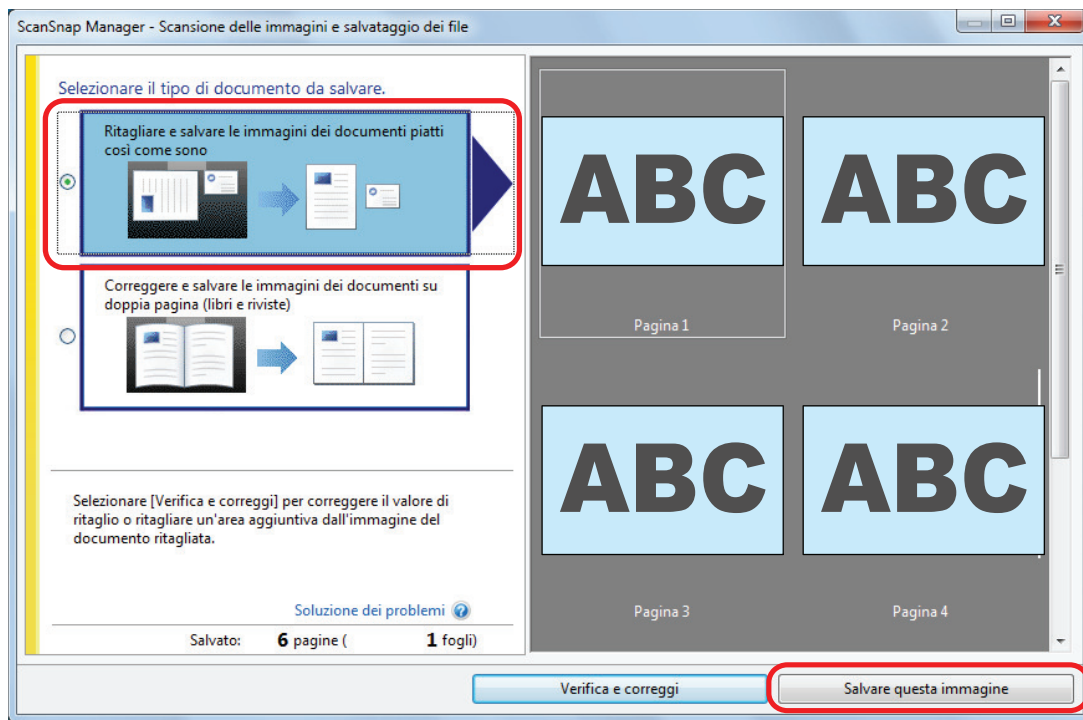 ScanSnap Manager - Scansione delle immagini e salvataggio dei file
Selezionare il tipo di documento da salvare.
Ritagliare e salvare le immagini dei documenti piatti
così come sono
Correggere e salvare le immagini dei documenti su
doppia pagina (libri e riviste)
Selezionare [Verifica e correggi] per correggere il valore di
ritaglio o ritagliare un'area aggiuntiva dall'immagine del
documento ritagliata.
Soluzione dei problemi ?
Salvato: 6 pagine ( 1 fogli)
ABC ABC
Pagina 1 Pagina 2
ABC ABC
Pagina 3 Pagina 4
Verifica e correggi Salvare questa immagine